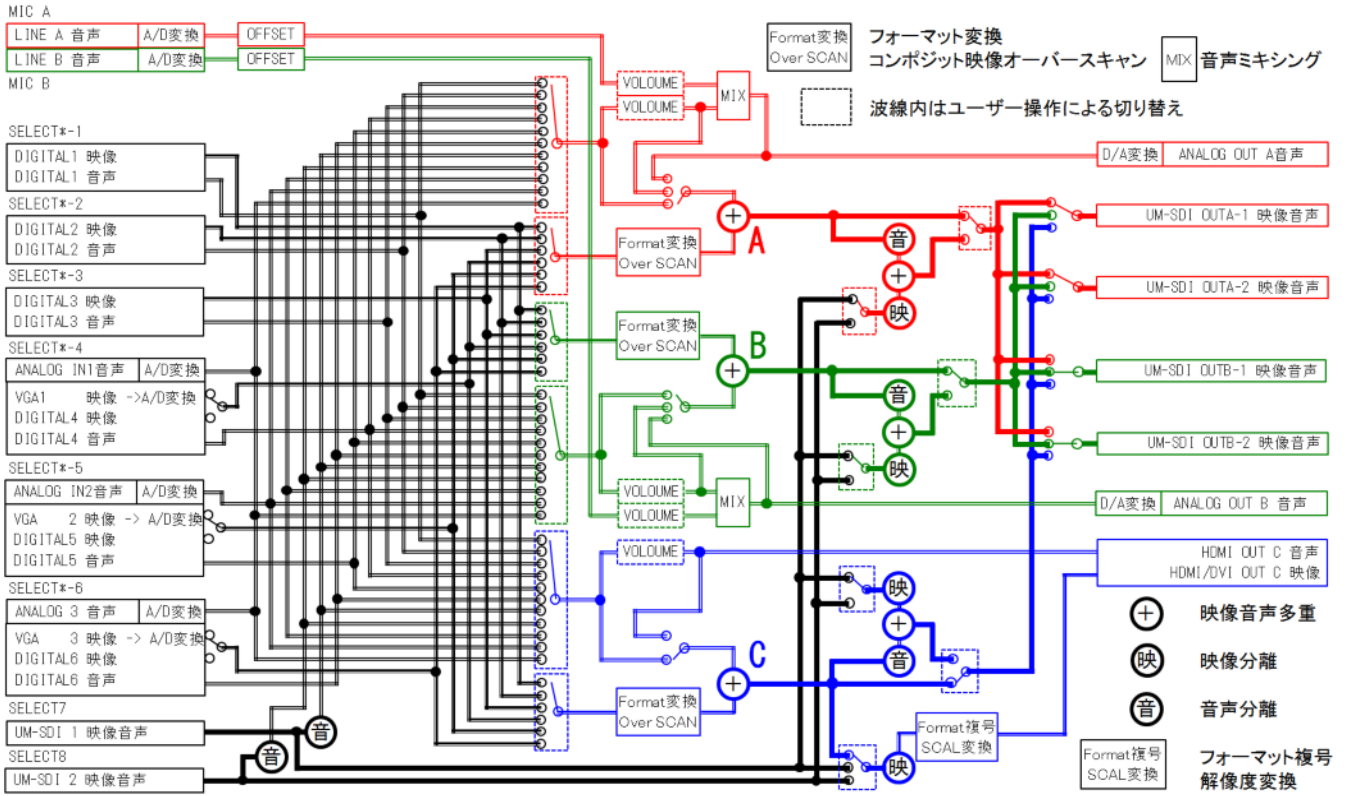 MIC A
LINE A 音声 A/D変換 OFFSET
LINE B 音声 A/D変換 OFFSET
MIC B
SELECT*-1
DIGITAL1 映像
DIGITAL1 音声
SELECT*-2
DIGITAL2 映像
DIGITAL2 音声
SELECT*-3
DIGITAL3 映像
DIGITAL3 音声
SELECT*-4
ANALOG IN1音声 A/D変換
VGA1 映像 ->A/D変換
DIGITAL4 映像
DIGITAL4 音声
SELECT*-5
ANALOG IN2音声 A/D変換
VGA 2 映像 -> A/D変換
DIGITAL5 映像
DIGITAL5 音声
SELECT*-6
ANALOG 3 音声 A/D変換
VGA 3 映像 -> A/D変換
DIGITAL6 映像
DIGITAL6 音声
SELECT7
UM-SDI 1 映像音声
SELECT8
UM-SDI 2 映像音声
音
音
VOLOUME
VOLOUME
MIX
Format変換
Over SCAN
A
音
映
Format変換
Over SCAN
B
音
映
VOLOUME
VOLOUME
MIX
VOLOUME
映
音
C
Format変換
Over SCAN
Format複号
SCAL変換
映
Format変換
Over SCAN
フォーマット変換
コンポジット映像オーバースキャン
MIX 音声ミキシング
波線内はユーザー操作による切り替え
D/A変換 ANALOG OUT A音声
UM-SDI OUTA-1 映像音声
UM-SDI OUTA-2 映像音声
UM-SDI OUTB-1 映像音声
UM-SDI OUTB-2 映像音声
D/A変換 ANALOG OUT B 音声
HDMI OUT C 音声
HDMI/DVI OUT C 映像
+ 映像音声多重
映 映像分離
音 音声分離
Format複号
SCAL変換
フォーマット複号
解像度変換